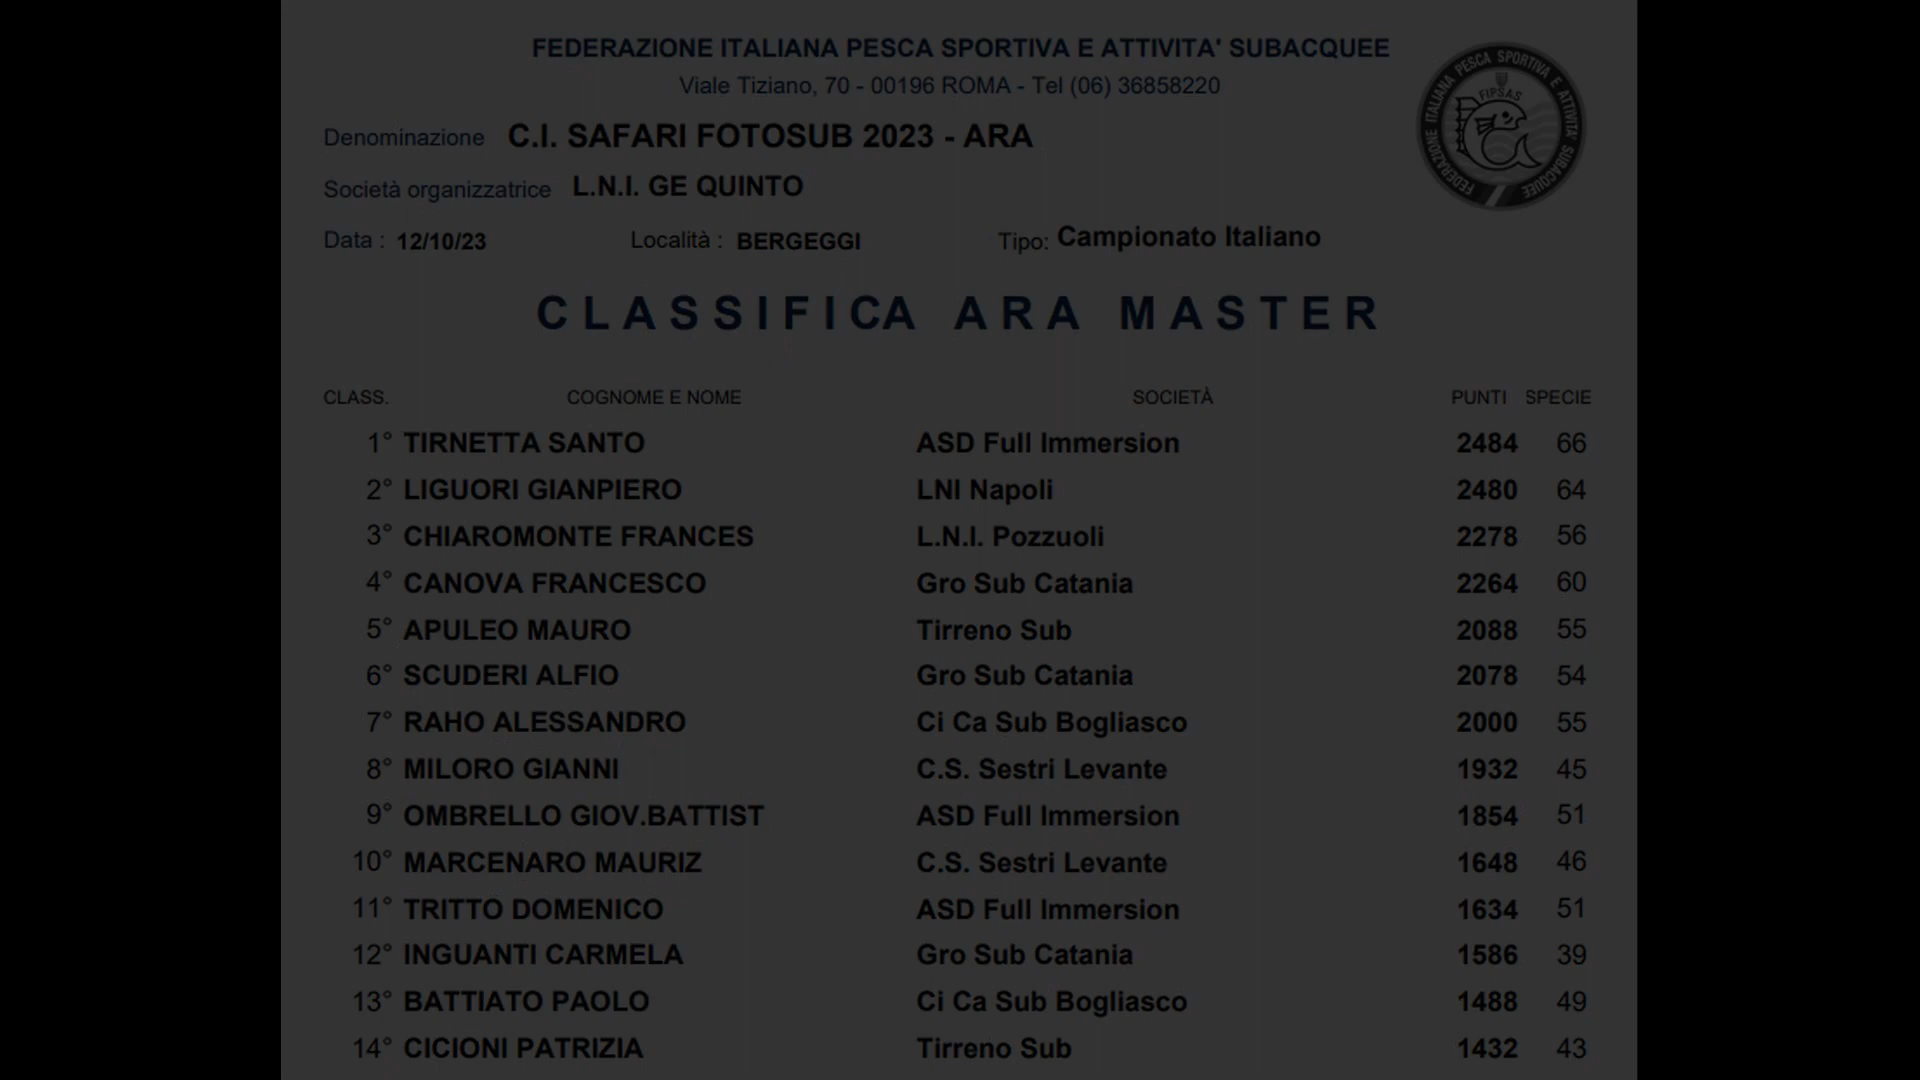 FEDERAZIONE ITALIANA PESCA SPORTIVA E ATTIVITA' SUBACQUEE
Viale Tiziano, 70 - 00196 ROMA - Tel (06) 36858220
FEDERAZIONE ITALIANA PESCA SPORTIVA E ATTIVITÀ SUBACQUEE
FIPSAS
Denominazione C.I. SAFARI FOTOSUB 2023 - ARA
Società organizzatrice L.N.I. GE QUINTO
Data : 12/10/23 Località : BERGEGGI Tipo: Campionato Italiano
CLASSIFICA ARA MASTER
CLASS. COGNOME E NOME SOCIETÀ PUNTI SPECIE
1° TIRNETTA SANTO ASD Full Immersion 2484 66
2° LIGUORI GIANPIERO LNI Napoli 2480 64
3° CHIAROMONTE FRANCES L.N.I. Pozzuoli 2278 56
4° CANOVA FRANCESCO Gro Sub Catania 2264 60
5° APULEO MAURO Tirreno Sub 2088 55
6° SCUDERI ALFIO Gro Sub Catania 2078 54
7° RAHO ALESSANDRO Ci Ca Sub Bogliasco 2000 55
8° MILORO GIANNI C.S. Sestri Levante 1932 45
9° OMBRELLO GIOV.BATTIST ASD Full Immersion 1854 51
10° MARCENARO MAURIZ C.S. Sestri Levante 1648 46
11° TRITTO DOMENICO ASD Full Immersion 1634 51
12° INGUANTI CARMELA Gro Sub Catania 1586 39
13° BATTIATO PAOLO Ci Ca Sub Bogliasco 1488 49
14° CICIONI PATRIZIA Tirreno Sub 1432 43